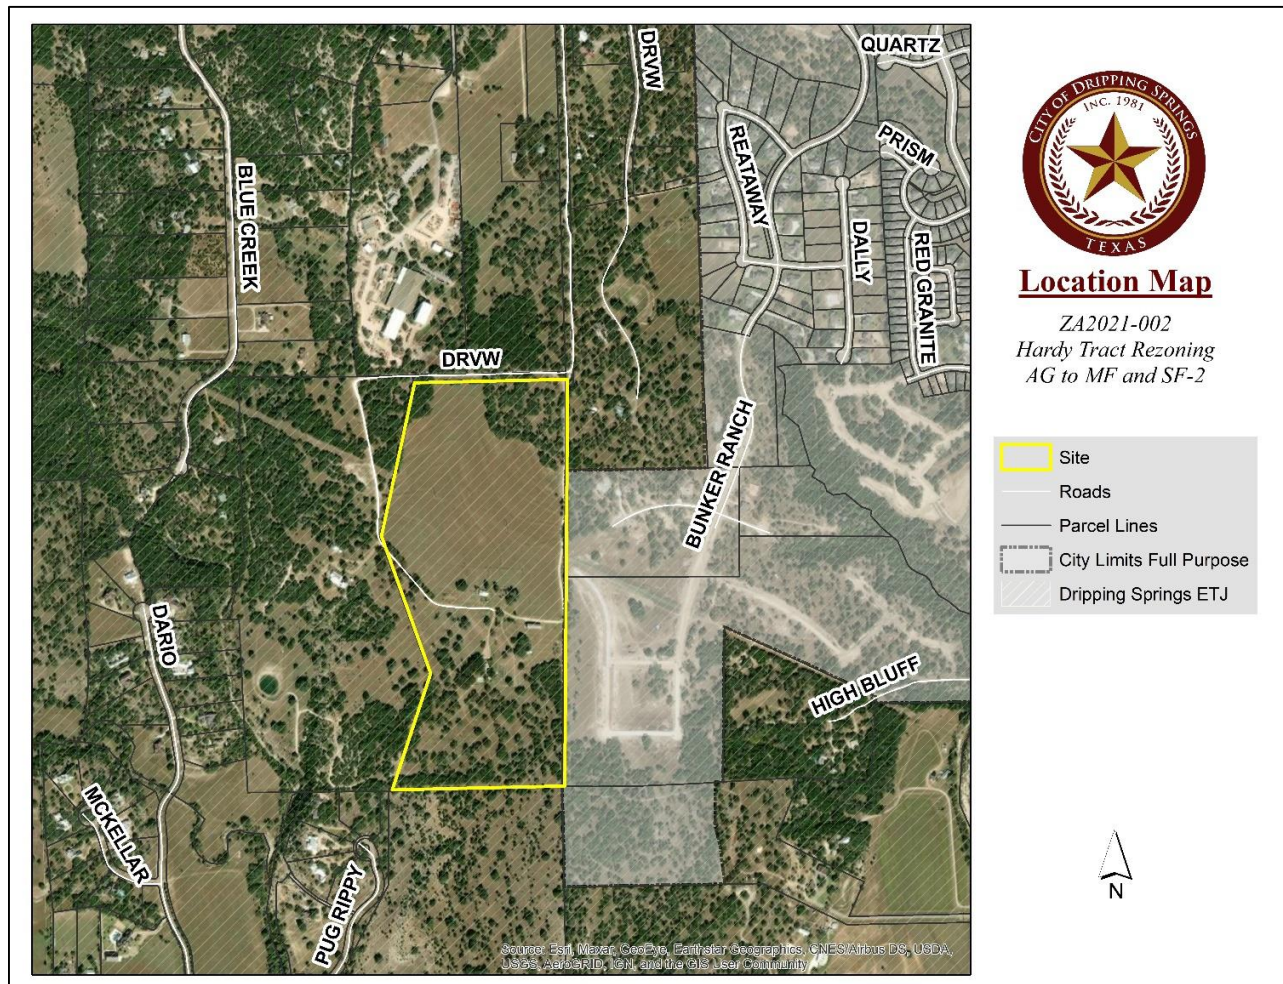 QUARTZ
DRVW
PRISM
REATAWAY
BLUE CREEK
DALLY
RED GRANITE
DRVW
BUNKER RANCH
DARIO
HIGH BLUFF
MCKELLAR
PUG RIPPY
Source: Esri, Maxar, GeoEye, Earthstar Geographics, CNES/Airbus DS, USDA,
USGS, AeroGRID, IGN, and the GIS User Community
CITY OF DRIPPING SPRINGS
INC. 1981
TEXAS
Location Map
ZA2021-002
Hardy Tract Rezoning
AG to MF and SF-2
Site
Roads
Parcel Lines
City Limits Full Purpose
Dripping Springs ETJ
N